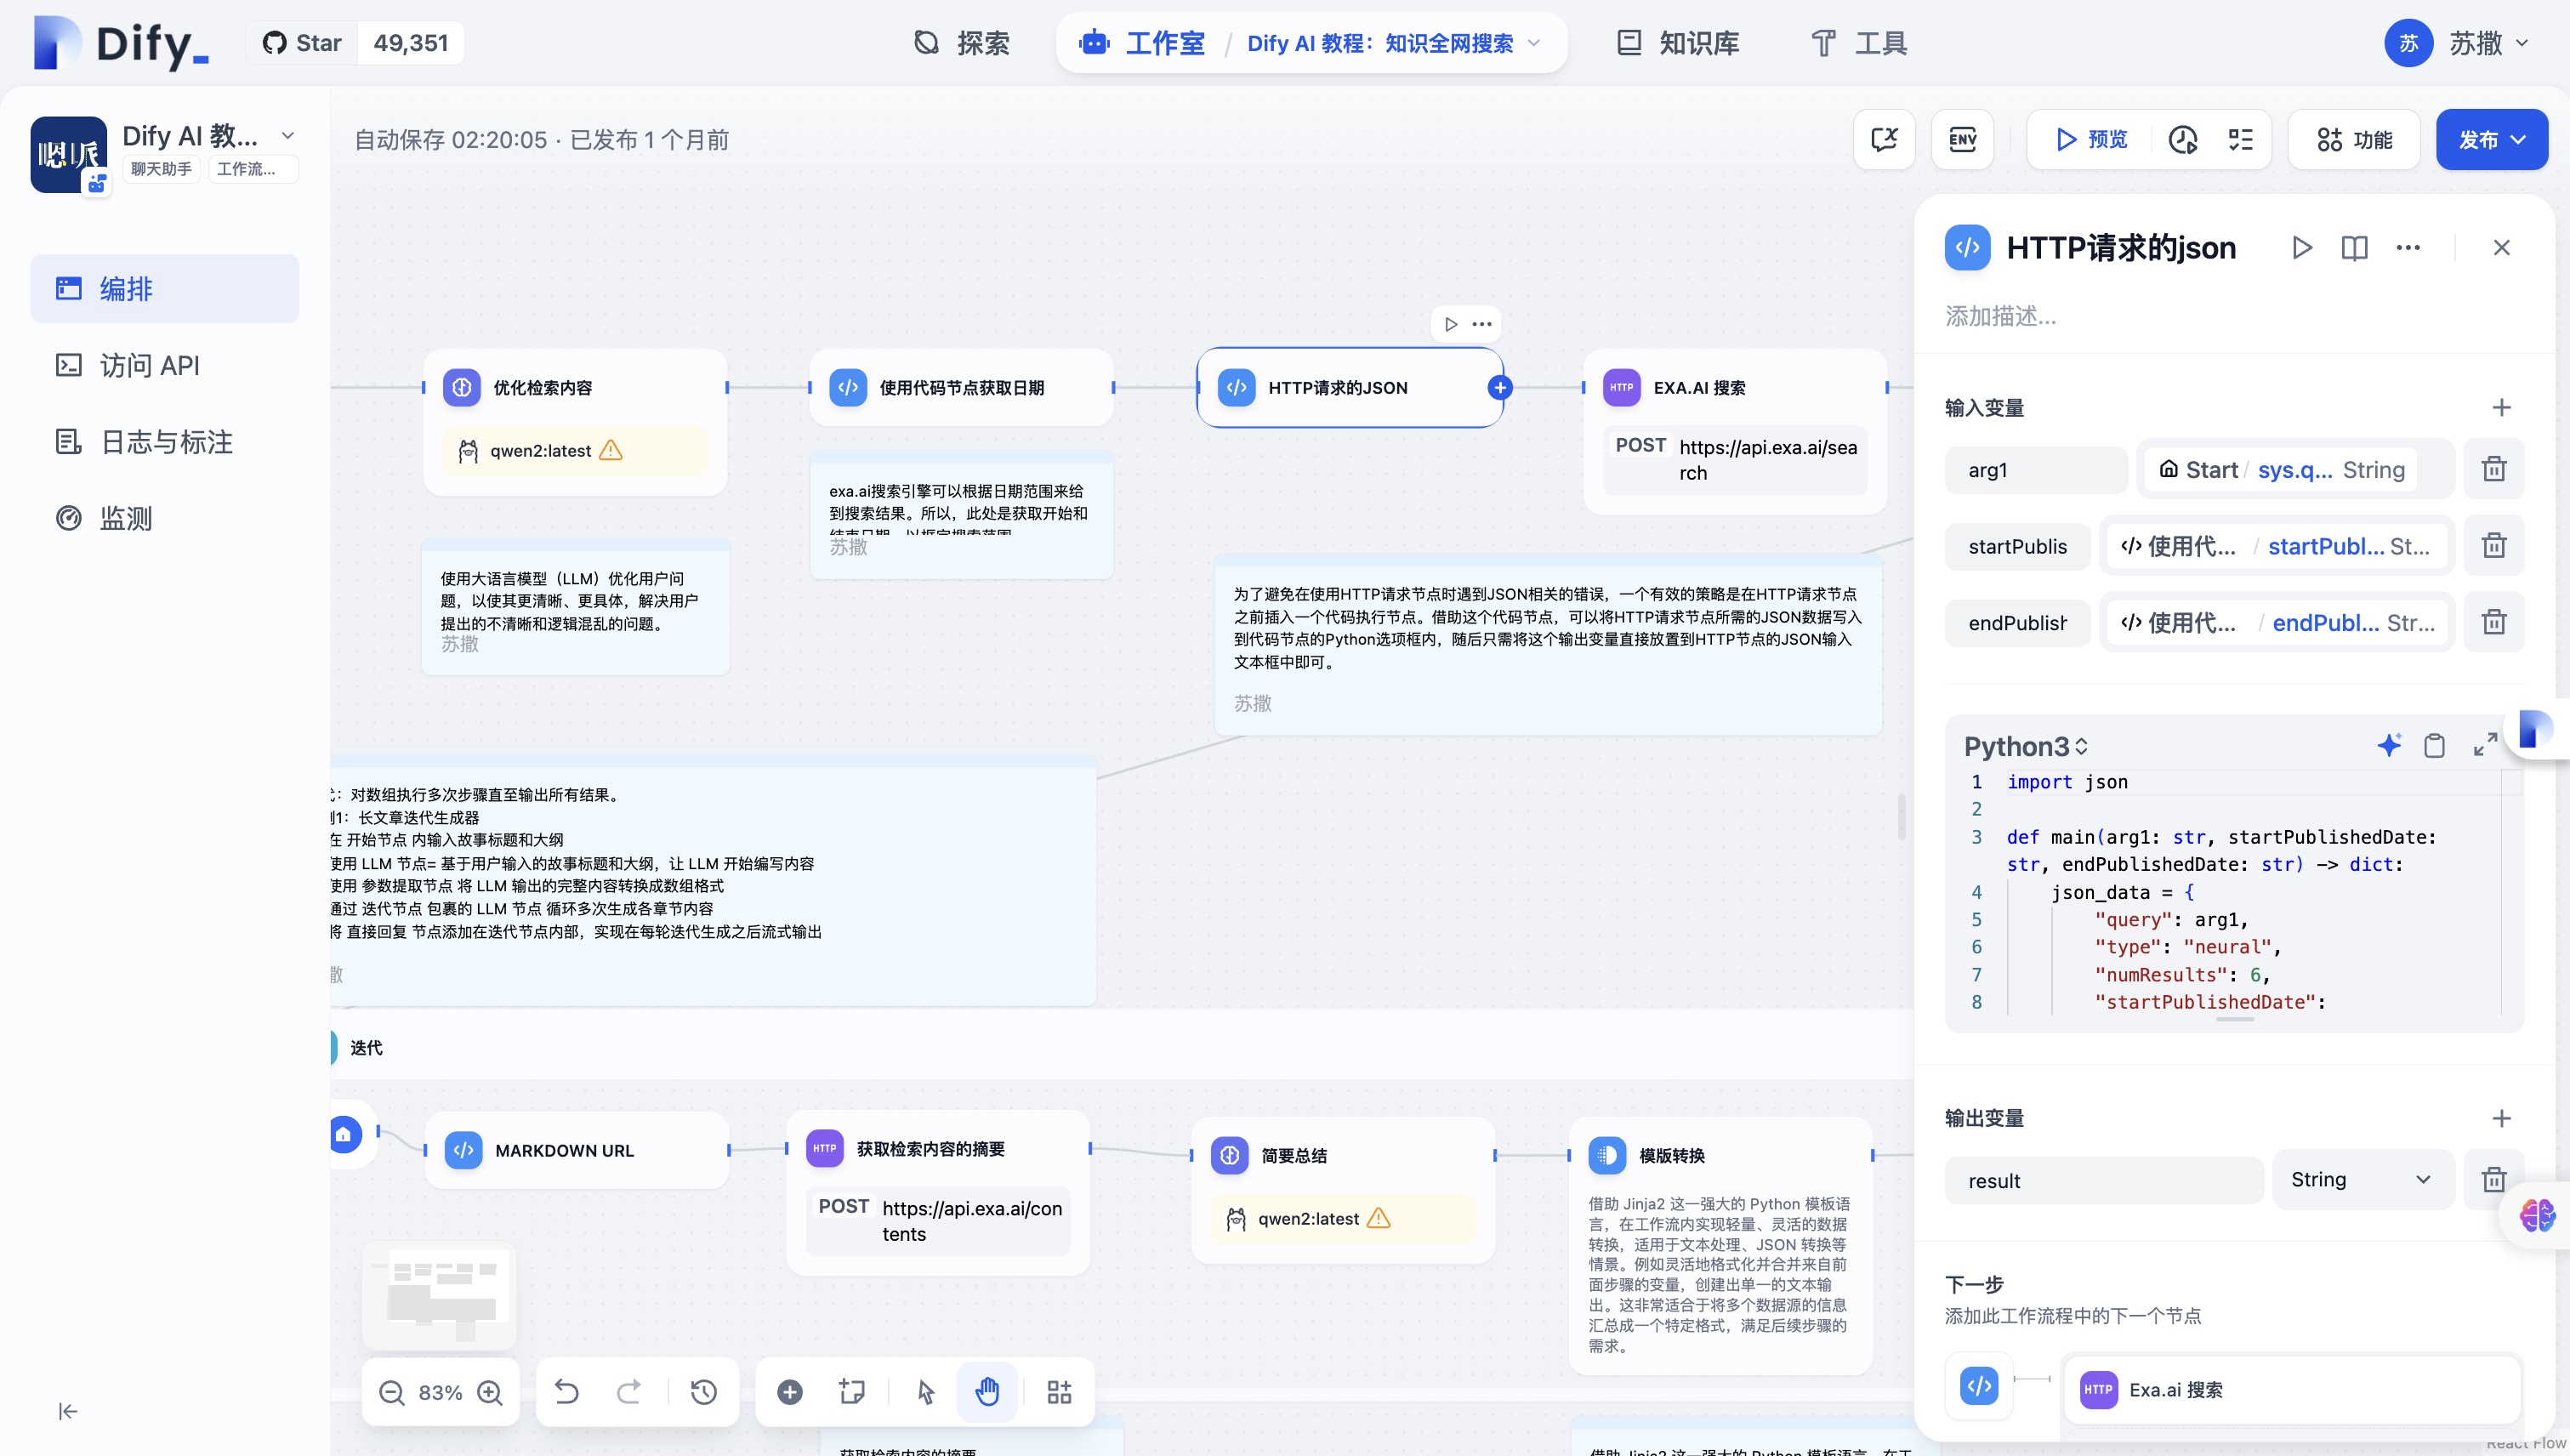 Dify_
Star 49,351
探索
工作室 / Dify AI 教程：知识全网搜索
知识库
工具
苏 苏撒
嗯派
Dify AI 教...
聊天助手 工作流...
编排
访问 API
日志与标注
监测
自动保存 02:20:05 · 已发布 1 个月前
ENV
预览
功能
发布
优化检索内容
qwen2:latest
使用大语言模型（LLM）优化用户问
题，以使其更清晰、更具体，解决用户
提出的不清晰和逻辑混乱的问题。
苏撒
使用代码节点获取日期
exa.ai搜索引擎可以根据日期范围来给
到搜索结果。所以，此处是获取开始和
苏撒
HTTP请求的JSON
HTTP EXA.AI 搜索
POST https://api.exa.ai/sea
rch
为了避免在使用HTTP请求节点时遇到JSON相关的错误，一个有效的策略是在HTTP请求节点
之前插入一个代码执行节点。借助这个代码节点，可以将HTTP请求节点所需的JSON数据写入
到代码节点的Python选项框内，随后只需将这个输出变量直接放置到HTTP节点的JSON输入
文本框中即可。
苏撒
：对数组执行多次步骤直至输出所有结果。
1：长文章迭代生成器
在 开始节点 内输入故事标题和大纲
使用 LLM 节点= 基于用户输入的故事标题和大纲，让 LLM 开始编写内容
使用 参数提取节点 将 LLM 输出的完整内容转换成数组格式
通过 迭代节点 包裹的 LLM 节点 循环多次生成各章节内容
将 直接回复 节点添加在迭代节点内部，实现在每轮迭代生成之后流式输出
撒
迭代
MARKDOWN URL
HTTP 获取检索内容的摘要
POST https://api.exa.ai/con
tents
简要总结
qwen2:latest
模版转换
借助 Jinja2 这一强大的 Python 模板语
言，在工作流内实现轻量、灵活的数据
转换，适用于文本处理、JSON 转换等
情景。例如灵活地格式化并合并来自前
面步骤的变量，创建出单一的文本输
出。这非常适合于将多个数据源的信息
汇总成一个特定格式，满足后续步骤的
需求。
83%
获取检索内容的摘要
借助 Jinja2 这一强大的 Python 模板语言，在工
HTTP请求的json
添加描述...
输入变量
arg1 Start / sys.q... String
startPublis 使用代... / startPubl... St...
endPublish 使用代... / endPubl... Str...
Python3
1 import json
2
3 def main(arg1: str, startPublishedDate:
str, endPublishedDate: str) -> dict:
4 json_data = {
5 "query": arg1,
6 "type": "neural",
7 "numResults": 6,
8 "startPublishedDate":
输出变量
result String
下一步
添加此工作流程中的下一个节点
HTTP Exa.ai 搜索
React Flow